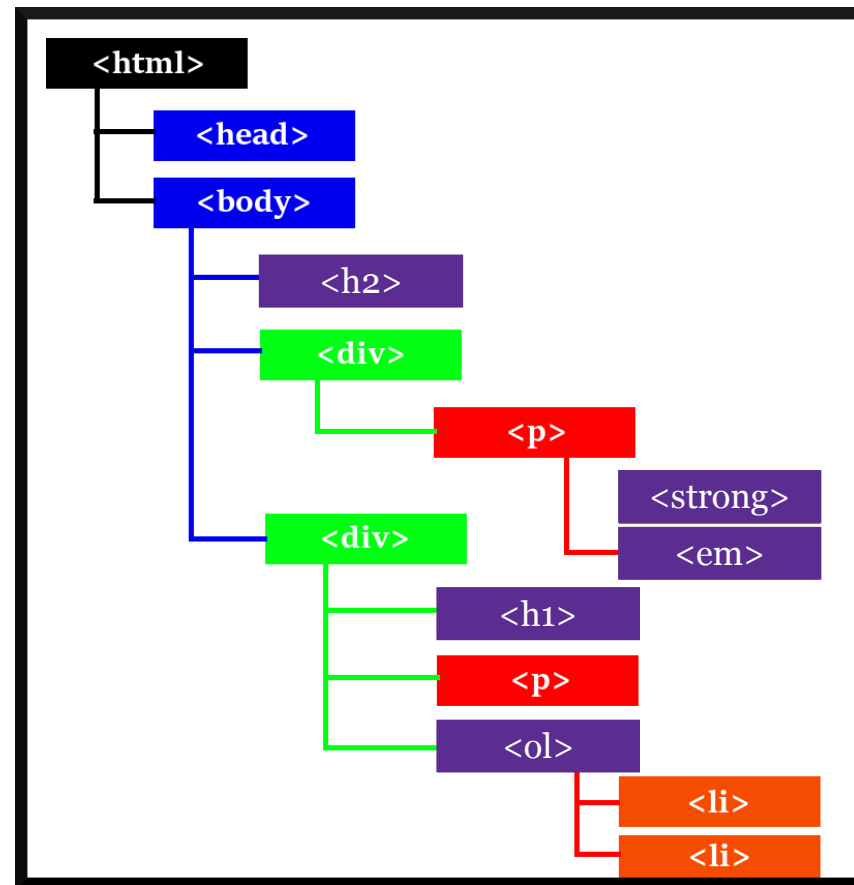 <html>
<head>
<body>
<h2>
<div>
<p>
<strong>
<em>
<div>
<h1>
<p>
<ol>
<li>
<li>